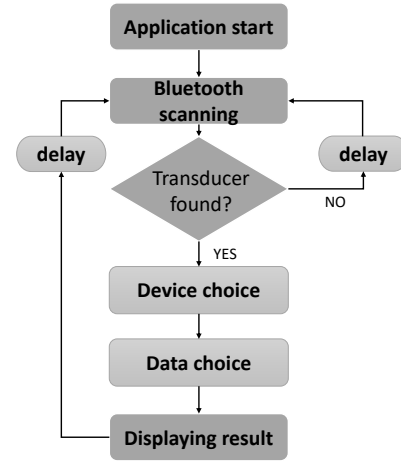 Application start
Bluetooth
scanning
delay
delay
Transducer
found?
NO
YES
Device choice
Data choice
Displaying result